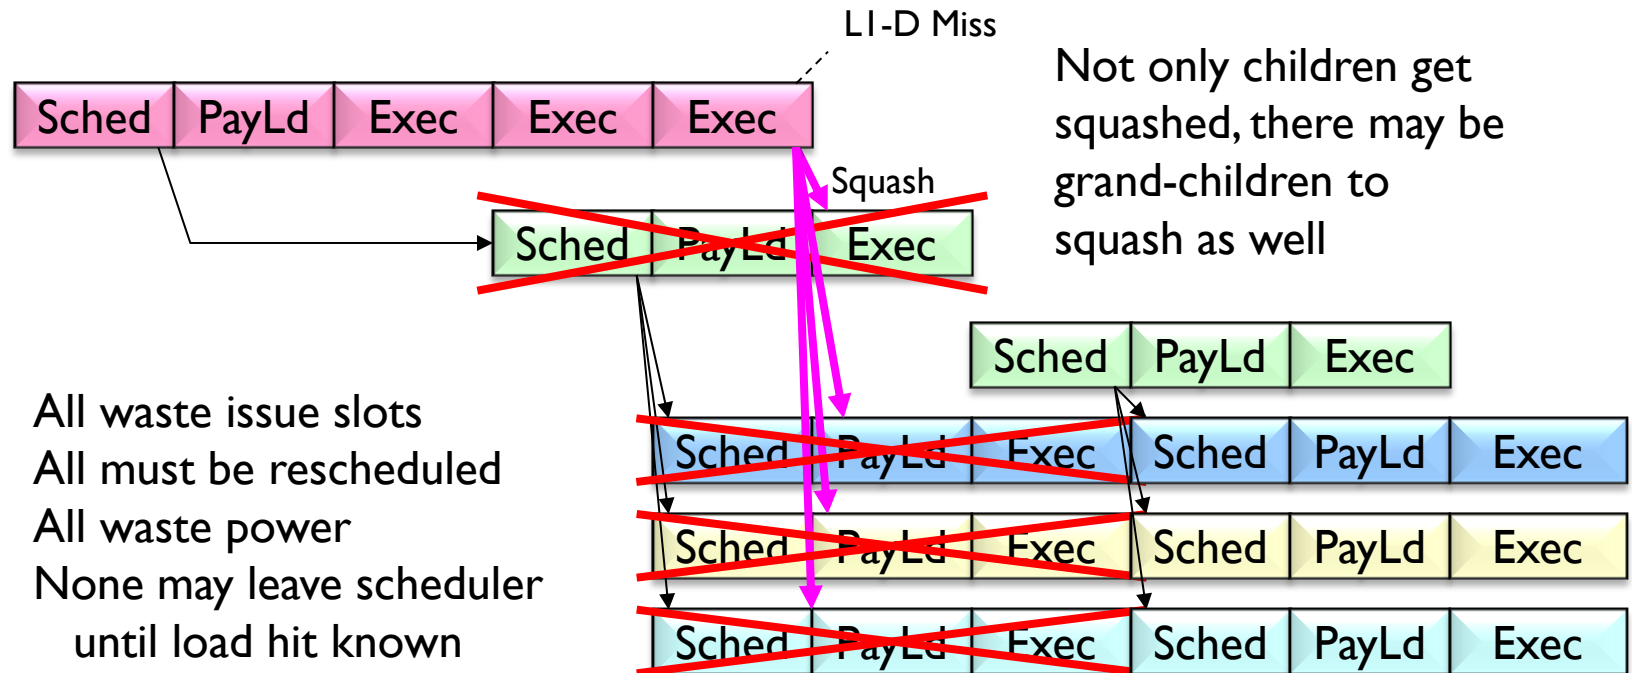 L1-D Miss
Not only children get
squashed, there may be
grand-children to
squash as well
Sched PayLd Exec Exec Exec
Squash
Sched PayLd Exec
Sched PayLd Exec
All waste issue slots
All must be rescheduled
All waste power
None may leave scheduler
until load hit known
Sched PayLd Exec Sched PayLd Exec
Sched PayLd Exec Sched PayLd Exec
Sched PayLd Exec Sched PayLd Exec